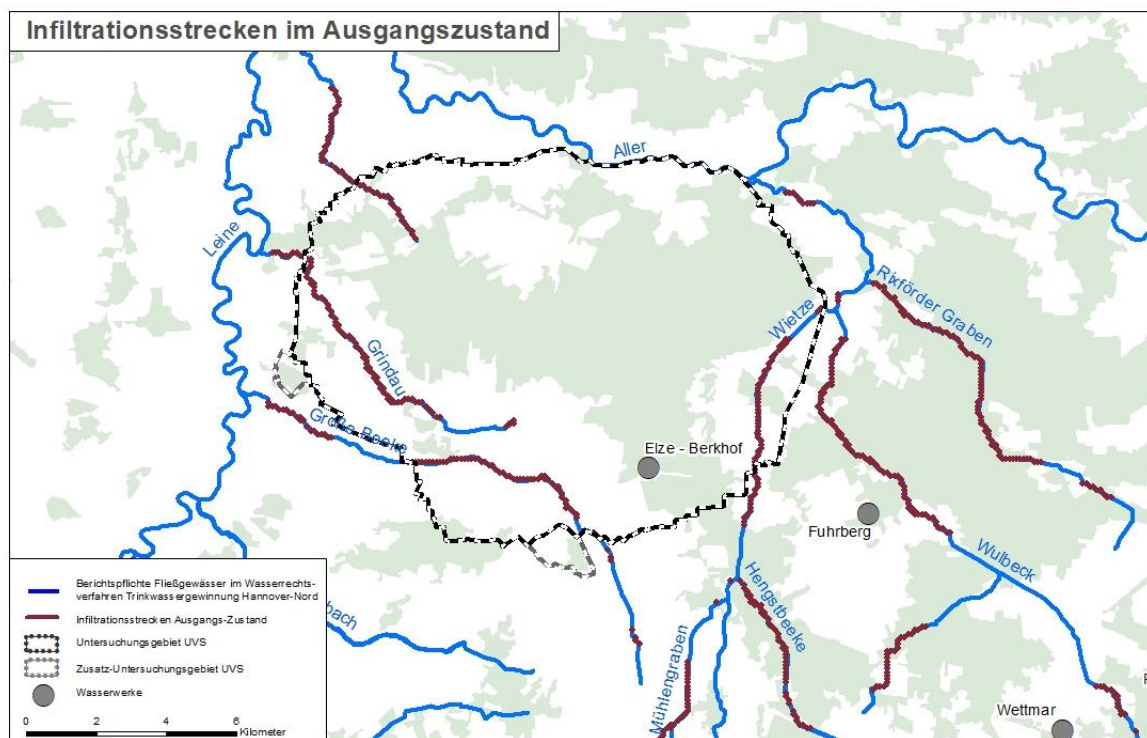 Infiltrationsstrecken im Ausgangszustand
Aller
Leine
Rixförder Graben
Wietze
Grindau
Große Beeke
Elze - Berkhof
Fuhrberg
Wulbeck
Hengstbeeke
Mühlengraben
bach
Wettmar
F
Berichtspflichte Fließgewässer im Wasserrechts-
verfahren Trinkwassergewinnung Hannover-Nord
Infiltrationsstrecken Ausgangs-Zustand
Untersuchungsgebiet UVS
Zusatz-Untersuchungsgebiet UVS
Wasserwerke
0 2 4 6
Kilometer